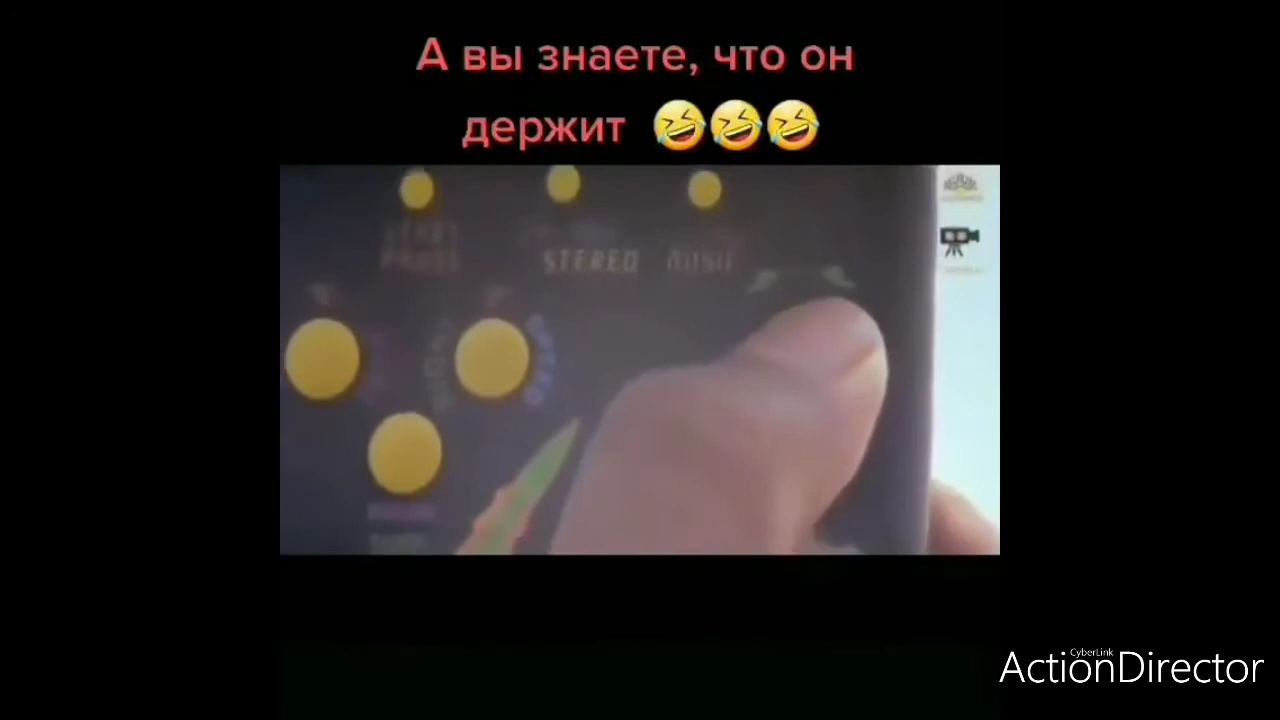 А вы знаете, что он
держит 🤣🤣🤣
STEREO
CyberLink
ActionDirector